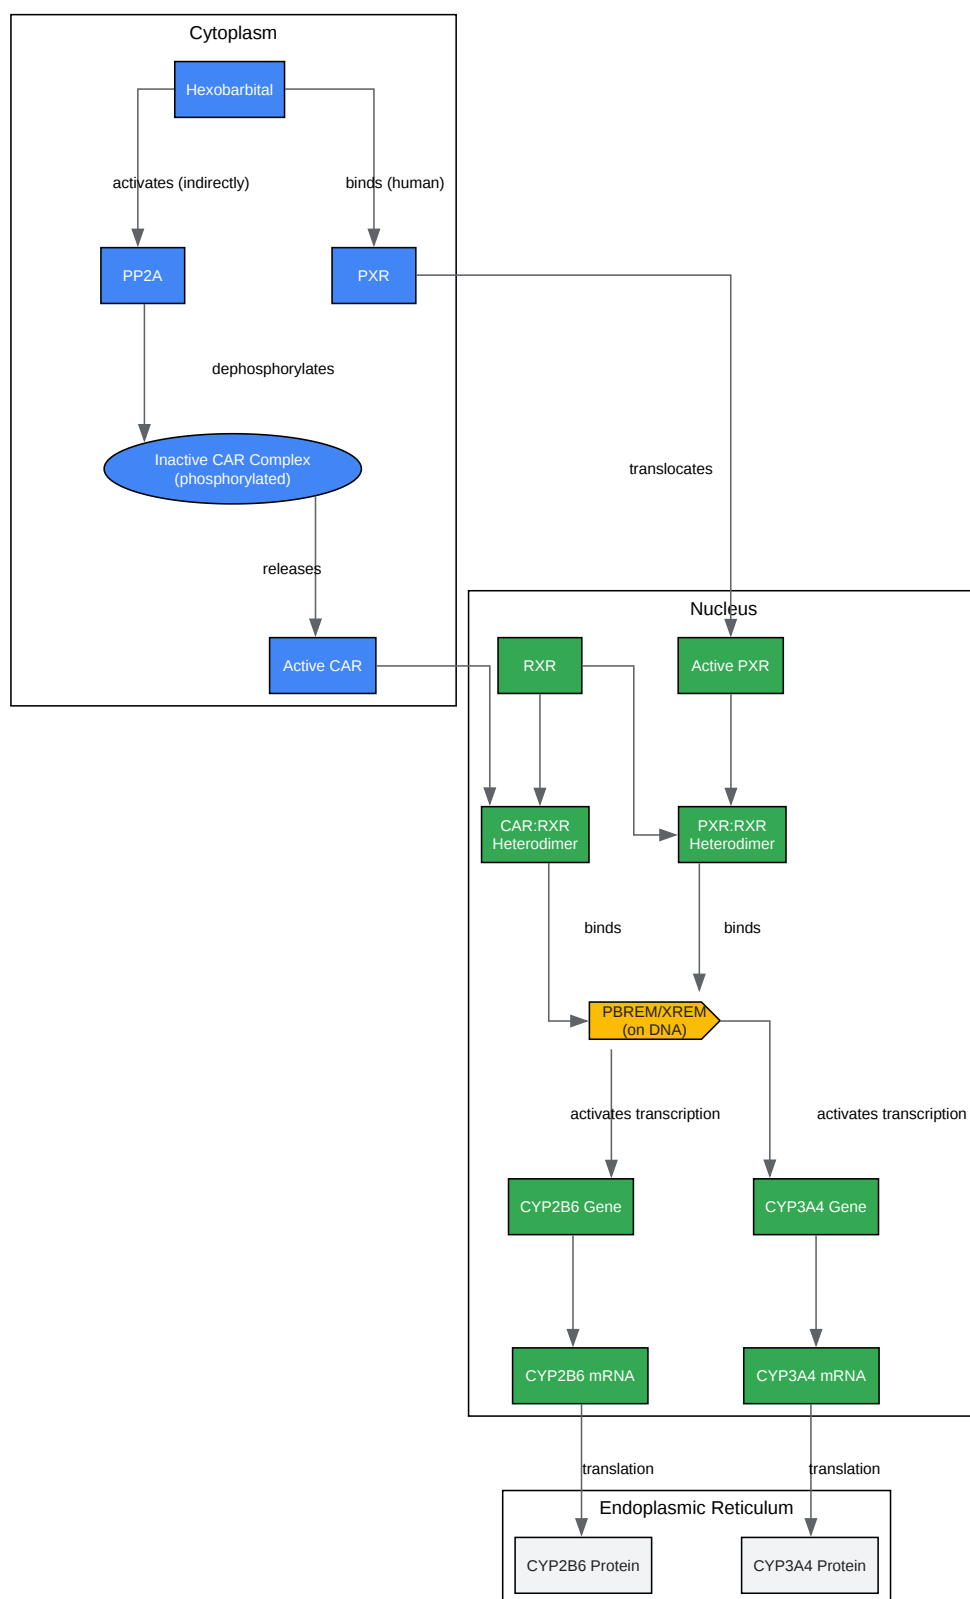 Cytoplasm
Hexobarbital
activates (indirectly)
binds (human)
PP2A
PXR
dephosphorylates
Inactive CAR Complex
(phosphorylated)
translocates
releases
Nucleus
Active CAR
RXR
Active PXR
CAR:RXR
Heterodimer
PXR:RXR
Heterodimer
binds
binds
PBREM/XREM
(on DNA)
activates transcription
activates transcription
CYP2B6 Gene
CYP3A4 Gene
CYP2B6 mRNA
CYP3A4 mRNA
translation
translation
Endoplasmic Reticulum
CYP2B6 Protein
CYP3A4 Protein